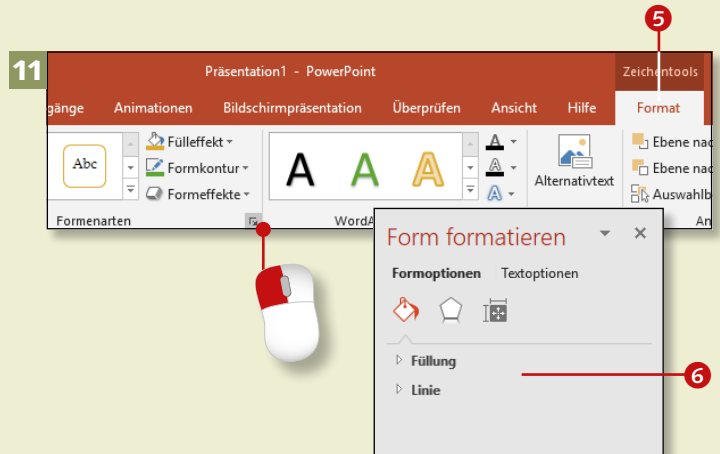 5
11
Präsentation1 - PowerPoint
Zeichentools
gänge Animationen Bildschirmpräsentation Überprüfen Ansicht Hilfe Format
Abc
Fülleffekt
Formkontur
Formeffekte
Formenarten
A A A
A
A
A
WordA
Alternativtext
Ebene nac
Ebene nac
Auswahlb
An
Form formatieren
Formoptionen Textoptionen
Füllung
Linie
6